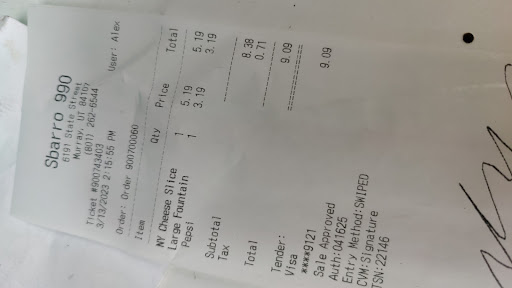 Sbarro 990
6191 State Street
Murray, UT 84107
(801) 262-6544
Ticket #900743403
3/13/2023 2:15:55 PM
User: Alex
Order: Order 900700060
Item Qty Price Total
NY Cheese Slice 1 5.19 5.19
Large Fountain 1 3.19 3.19
Pepsi
Subtotal 8.38
Tax 0.71
Total 9.09
Tender:
Visa 9.09
****9121
Sale Approved
Auth:041625
Entry Method:SWIPED
CVM:Signature
TSN:22146